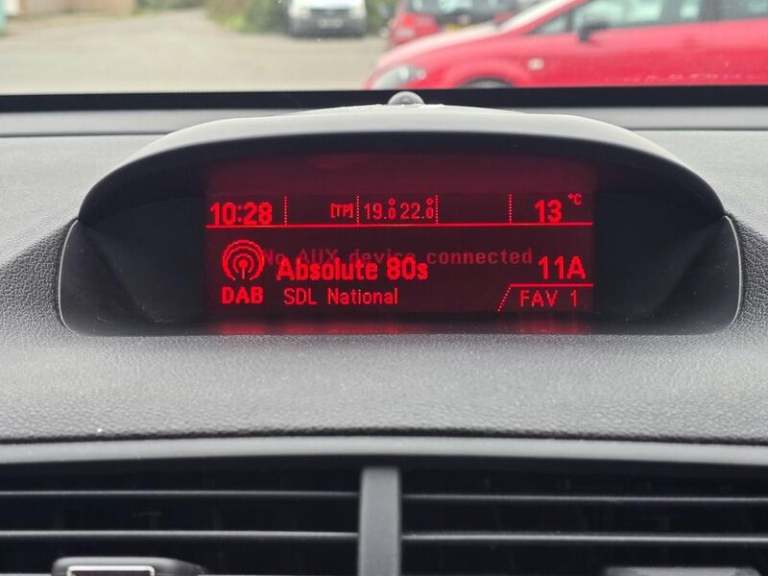 10:28 [TP] 19.0 22.0 13 °C
No AUX device connected
Absolute 80s 11A
DAB SDL National FAV 1